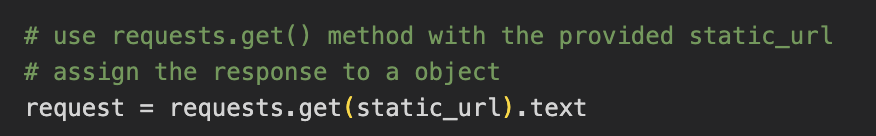 # use requests.get() method with the provided static_url
# assign the response to a object
request = requests.get(static_url).text